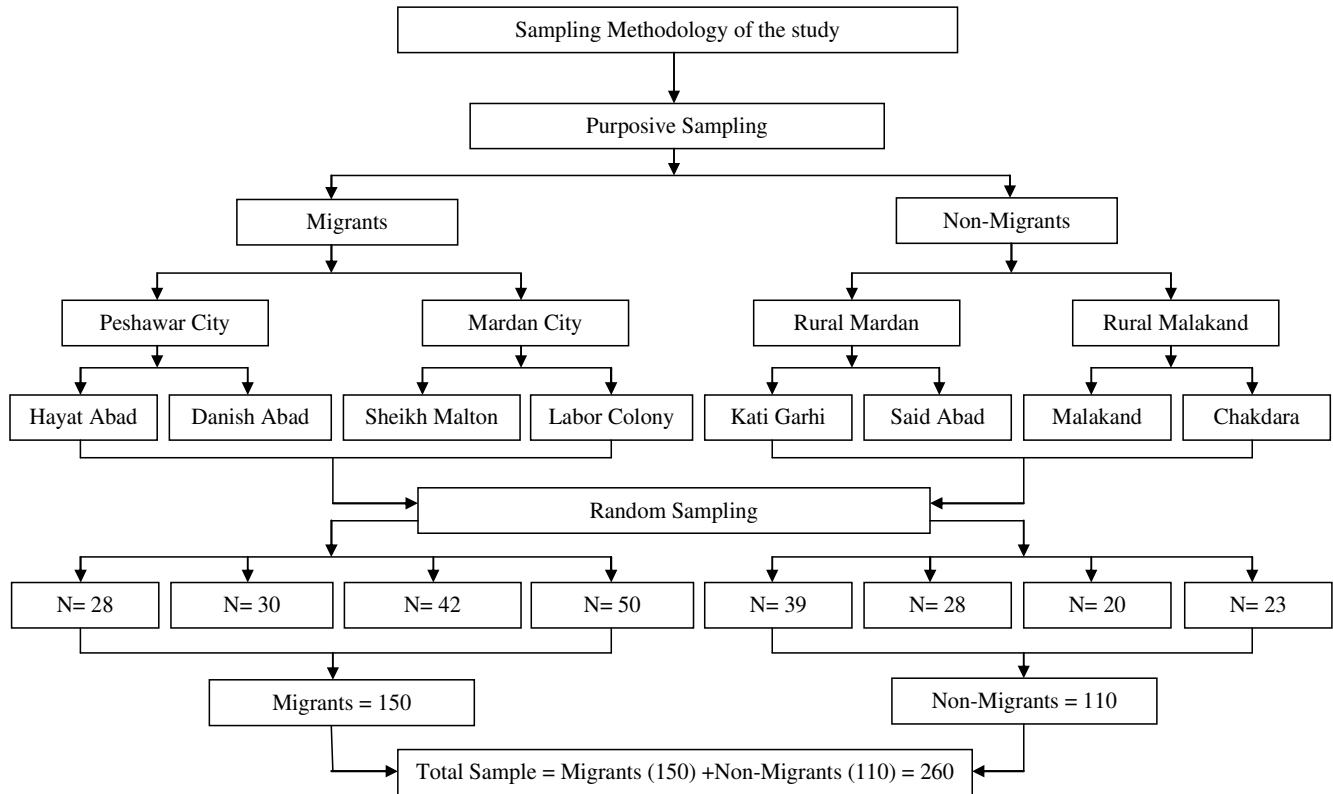 Sampling Methodology of the study
Purposive Sampling
Migrants
Non-Migrants
Peshawar City
Mardan City
Rural Mardan
Rural Malakand
Hayat Abad
Danish Abad
Sheikh Malton
Labor Colony
Kati Garhi
Said Abad
Malakand
Chakdara
Random Sampling
N= 28
N= 30
N= 42
N= 50
N= 39
N= 28
N= 20
N= 23
Migrants = 150
Non-Migrants = 110
Total Sample = Migrants (150) +Non-Migrants (110) = 260